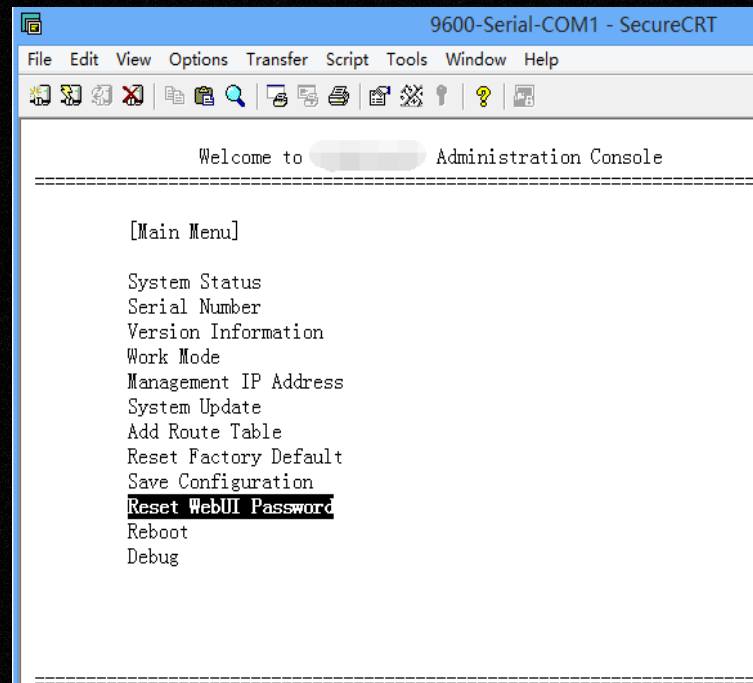 9600-Serial-COM1 - SecureCRT
File Edit View Options Transfer Script Tools Window Help
Welcome to Administration Console
[Main Menu]
System Status
Serial Number
Version Information
Work Mode
Management IP Address
System Update
Add Route Table
Reset Factory Default
Save Configuration
Reset WebUI Password
Reboot
Debug